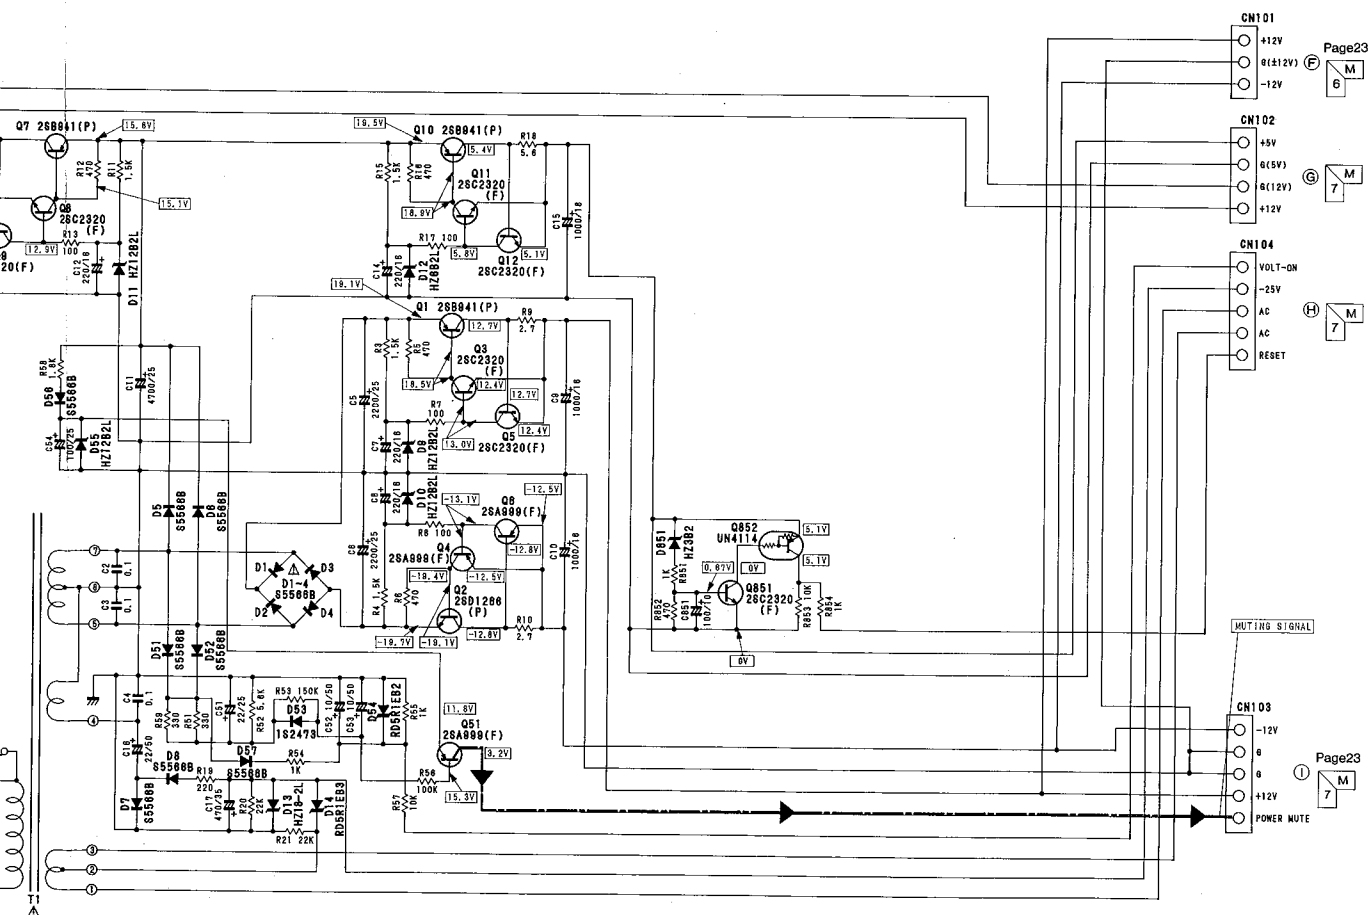 CN101
+12V
G(±12V)
-12V
F
Page23
M
6
CN102
+5V
G(5V)
G(12V)
+12V
G
M
7
CN104
VOLT-ON
-25V
AC
AC
RESET
H
M
7
Q7 2SB941(P)
15.6V
R12
470
R11
1.5K
Q8
2SC2320
(F)
15.1V
R13
100
12.9V
20(F)
C12
220/16
D11 HZ12B2L
19.5V
Q10 2SB941(P)
5.4V
R18
5.6
R15
1.5K
R16
470
Q11
2SC2320
(F)
18.9V
R17 100
5.8V
5.1V
Q12
2SC2320(F)
C15
1000/16
C14
220/16
D12
HZ6B2L
19.1V
Q1 2SB941(P)
12.7V
R9
2.7
R3
1.5K
R5
470
Q3
2SC2320
(F)
18.5V
12.4V
12.7V
R7
100
Q5
12.4V
2SC2320(F)
13.0V
C5
2200/25
C7
220/16
D9
HZ12B2L
C9
1000/16
R58
1.8K
D56
S5566B
C11
4700/25
C54
100/25
D55
HZ12B2L
C8
220/16
D10
HZ12B2L
-13.1V
Q6
2SA999(F)
-12.5V
R8 100
-12.8V
Q4
2SA999(F)
-12.5V
-19.4V
Q2
2SD1266
(P)
-12.8V
R10
2.7
-19.7V
-19.1V
C6
2200/25
R4 1.5K
R6
470
C10
1000/16
D5
S5566B
D6
S5566B
7
6
5
C2
0.1
C3
0.1
D1
D3
D1~4
S5566B
D2
D4
D51
S5566B
D52
S5566B
D851
HZ3B2
Q852
UN4114
5.1V
5.1V
0V
1K
R851
0.67V
Q851
2SC2320
(F)
R852
470
C851
100/10
R853 10K
R854
1K
0V
MUTING SIGNAL
4
C4
0.1
R59
330
R51
330
C51
22/25
R52 5.6K
R53 150K
D53
1S2473
C52 10/50
C53 10/50
D54
RD5R1EB2
R55
1K
C16
22/50
D57
S5566B
R54
1K
11.8V
Q51
2SA999(F)
3.2V
D8
S5566B
R19
220
R56
100K
15.3V
D7
S5566B
C17
470/35
R20
22K
D13
HZ18-2L
D14
RD5R1EB3
R57
10K
R21 22K
3
2
1
T1
CN103
-12V
G
G
+12V
POWER MUTE
I
Page23
M
7